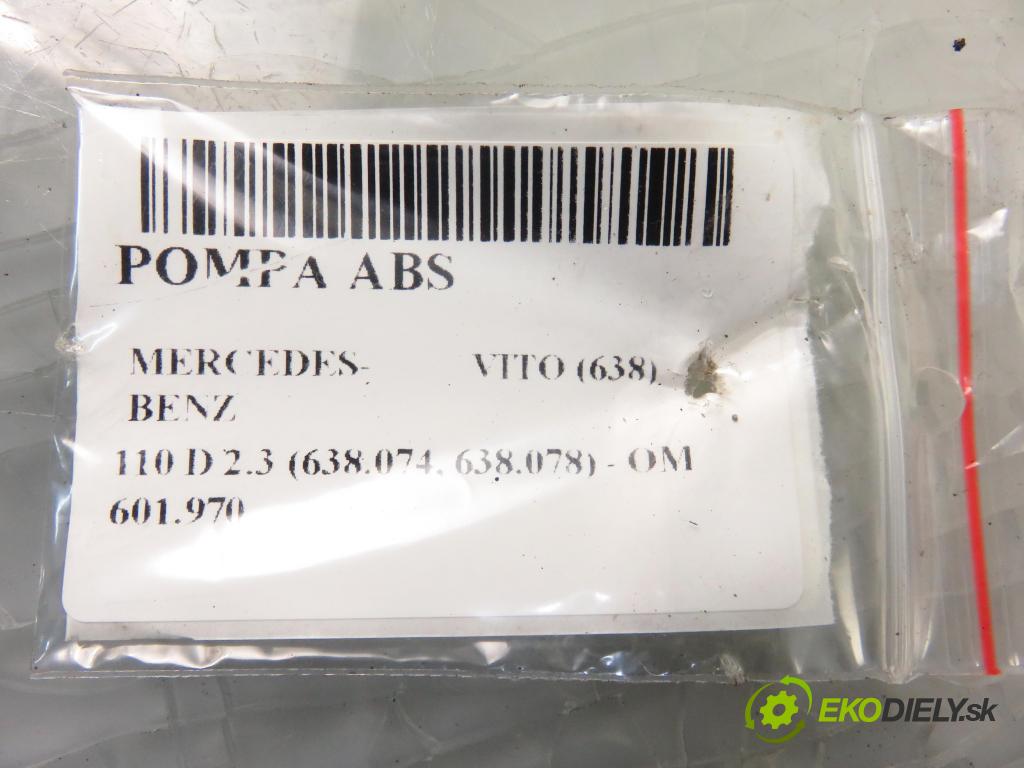 POMPA ABS
MERCEDES- VITO (638)
BENZ
110 D 2.3 (638.074, 638.078) - OM
601.970
EKODIELY.sk